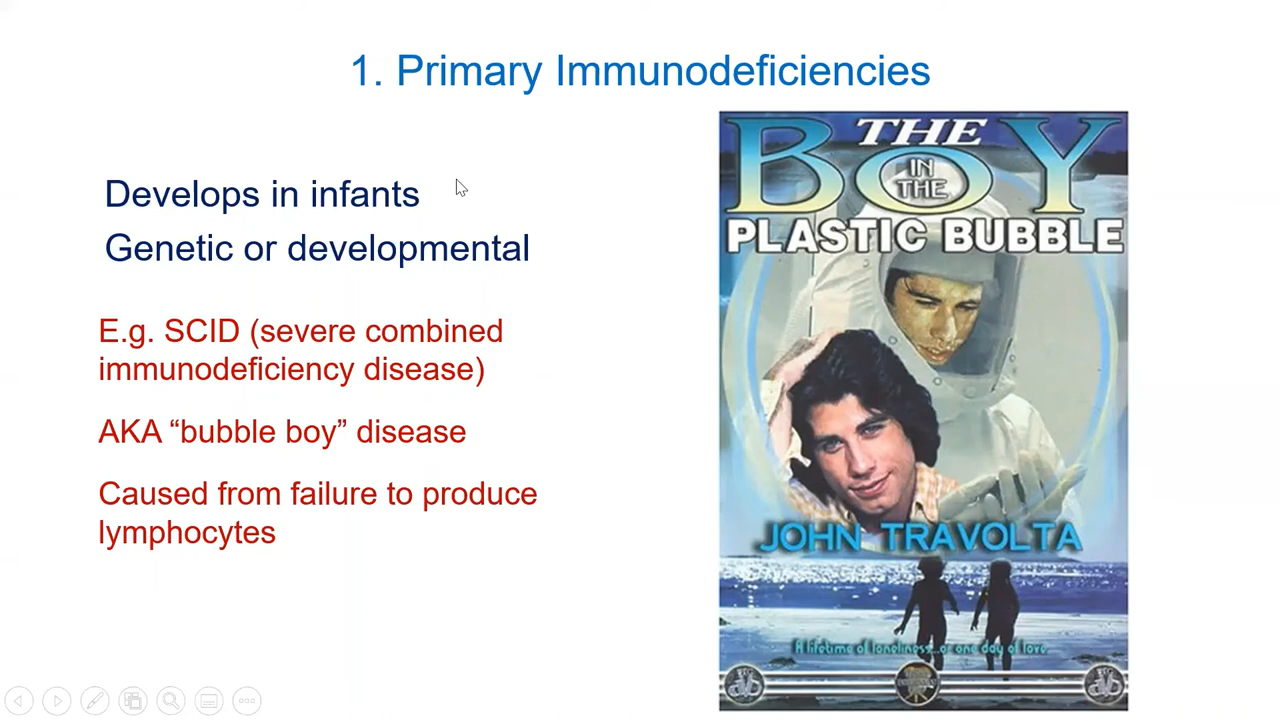 1. Primary Immunodeficiencies
Develops in infants
Genetic or developmental
E.g. SCID (severe combined
immunodeficiency disease)
AKA “bubble boy” disease
Caused from failure to produce
lymphocytes
THE
BOY
IN
THE
PLASTIC BUBBLE
JOHN TRAVOLTA
A lifetime of loneliness...or one day of love.